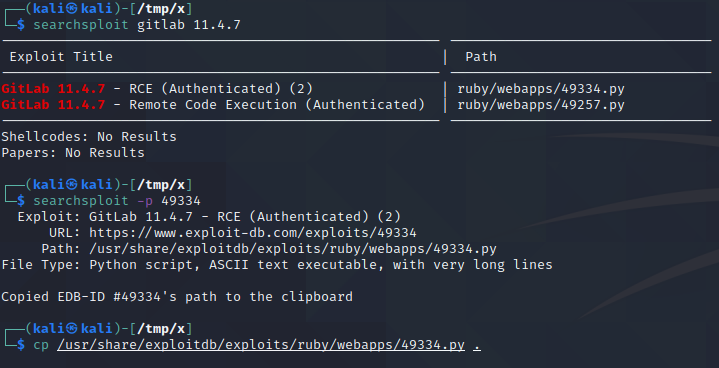 ┌──(kali㉿kali)-[/tmp/x]
└─$ searchsploit gitlab 11.4.7
Exploit Title | Path
GitLab 11.4.7 - RCE (Authenticated) (2) | ruby/webapps/49334.py
GitLab 11.4.7 - Remote Code Execution (Authenticated) | ruby/webapps/49257.py
Shellcodes: No Results
Papers: No Results
┌──(kali㉿kali)-[/tmp/x]
└─$ searchsploit -p 49334
Exploit: GitLab 11.4.7 - RCE (Authenticated) (2)
URL: https://www.exploit-db.com/exploits/49334
Path: /usr/share/exploitdb/exploits/ruby/webapps/49334.py
File Type: Python script, ASCII text executable, with very long lines
Copied EDB-ID #49334's path to the clipboard
┌──(kali㉿kali)-[/tmp/x]
└─$ cp /usr/share/exploitdb/exploits/ruby/webapps/49334.py .